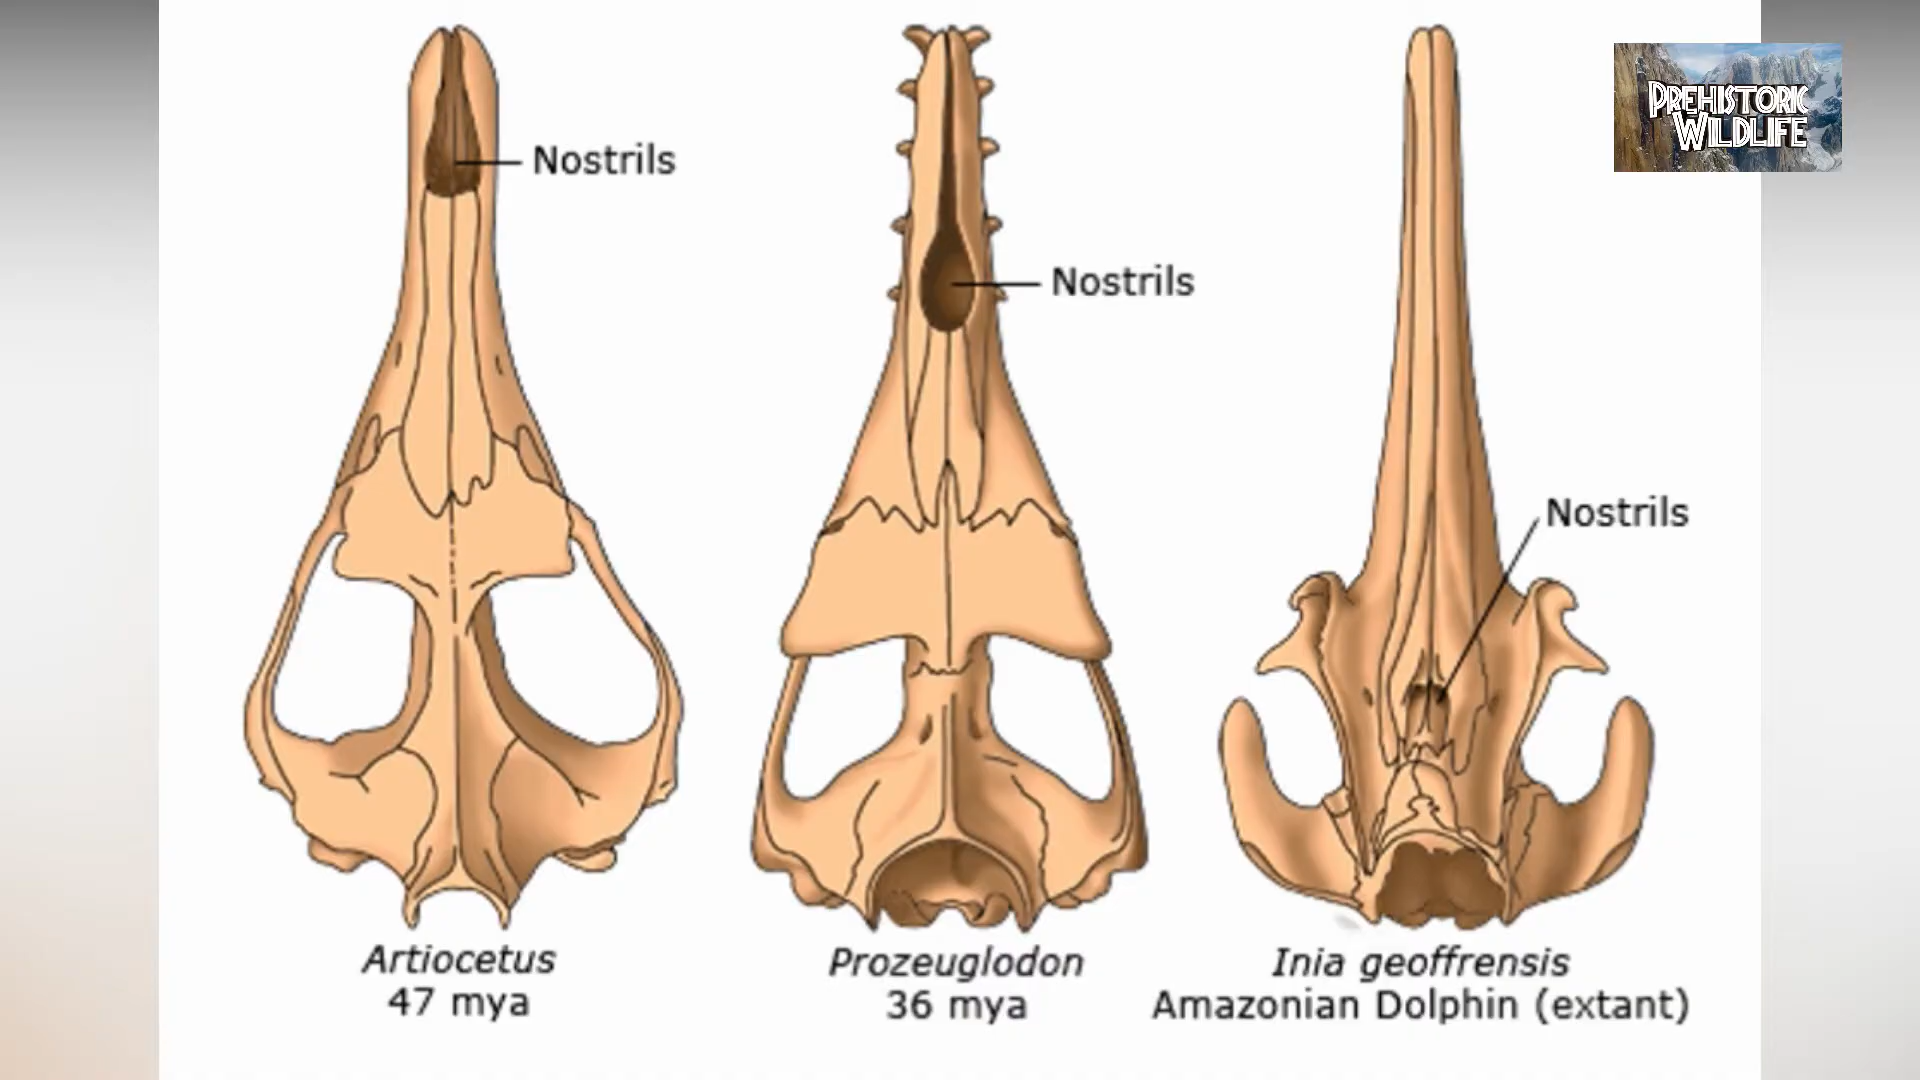 PREHISTORIC
WILDLIFE
Nostrils
Nostrils
Nostrils
Artiocetus
47 mya
Prozeuglodon
36 mya
Inia geoffrensis
Amazonian Dolphin (extant)